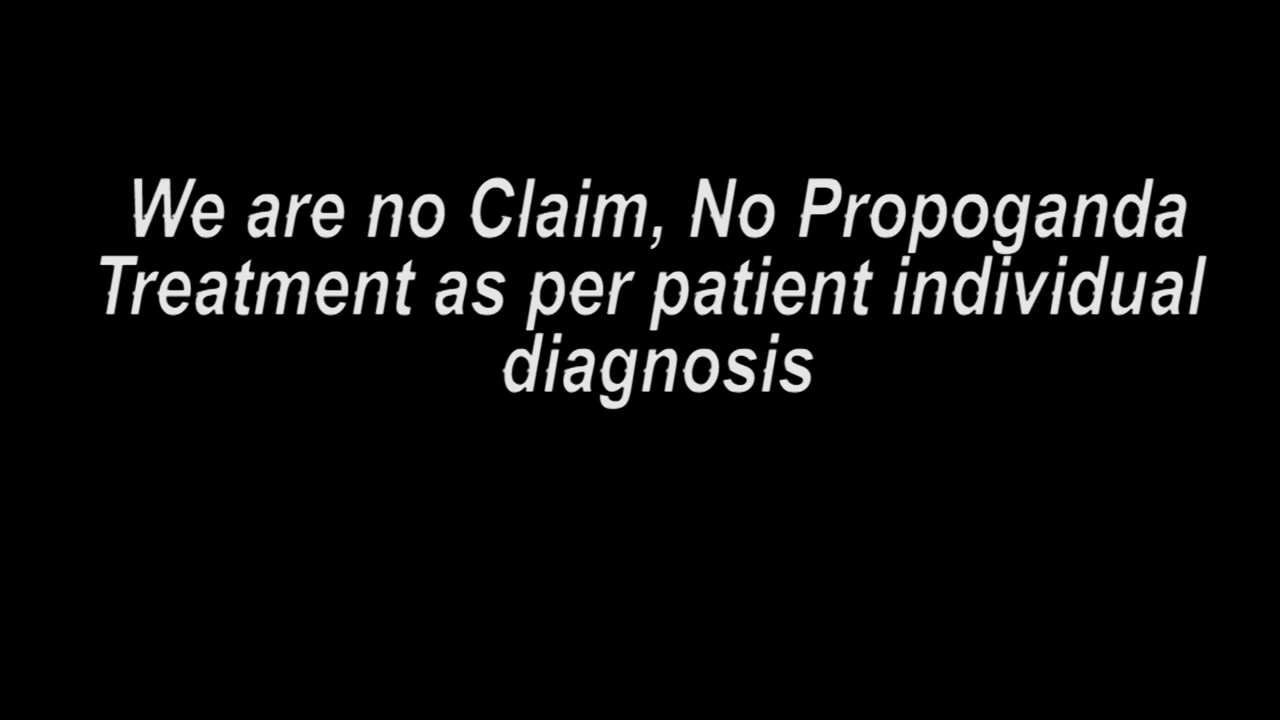 We are no Claim, No Propoganda
Treatment as per patient individual
diagnosis